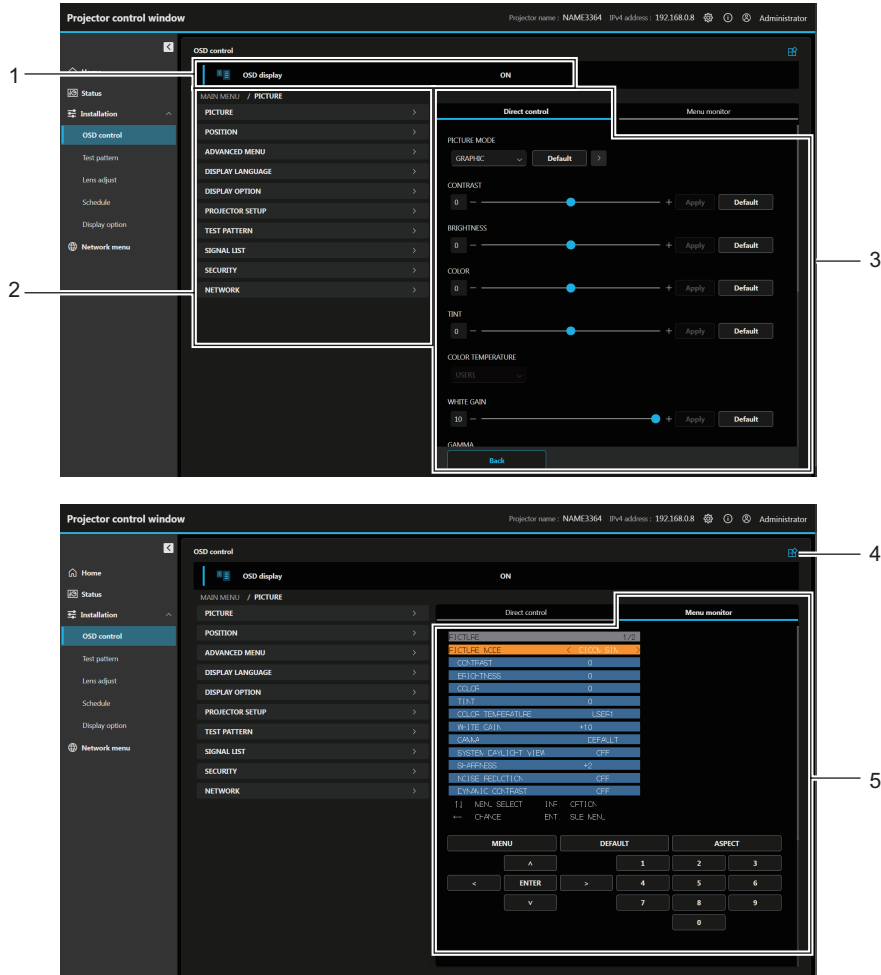 Projector control window Projector name : NAME3364 IPv4 address : 192.168.0.8 Administrator
OSD control
1
OSD display ON
Home
Status
MAIN MENU / PICTURE
Installation
PICTURE
Direct control Menu monitor
OSD control
POSITION
PICTURE MODE
Test pattern
ADVANCED MENU
GRAPHIC Default >
Lens adjust
DISPLAY LANGUAGE
CONTRAST
Schedule
DISPLAY OPTION
0 − + Apply Default
Display option
PROJECTOR SETUP
BRIGHTNESS
Network menu
TEST PATTERN
0 − + Apply Default
SIGNAL LIST
3
SECURITY
COLOR
2
NETWORK
0 − + Apply Default
TINT
0 − + Apply Default
COLOR TEMPERATURE
USER1
WHITE GAIN
10 − + Apply Default
GAMMA
Back
Projector control window Projector name : NAME3364 IPv4 address : 192.168.0.8 Administrator
OSD control
4
Home
OSD display ON
Status
MAIN MENU / PICTURE
Installation
PICTURE
Direct control Menu monitor
OSD control
POSITION
Test pattern
ADVANCED MENU
Lens adjust
DISPLAY LANGUAGE
Schedule
DISPLAY OPTION
Display option
PROJECTOR SETUP
Network menu
TEST PATTERN
SIGNAL LIST
SECURITY
NETWORK
PICTURE 1/2
PICTURE MODE < DICOM SIM >
CONTRAST 0
BRIGHTNESS 0
COLOR 0
TINT 0
COLOR TEMPERATURE USER1
WHITE GAIN +10
GAMMA DEFAULT
SYSTEM DAYLIGHT VIEW OFF
SHARPNESS +2
NOISE REDUCTION OFF
DYNAMIC CONTRAST OFF
5
↑↓ MENU SELECT OPTION
← CHANGE ENT SUB MENU
MENU DEFAULT ASPECT
∧ 1 2 3
< ENTER > 4 5 6
∨ 7 8 9
0